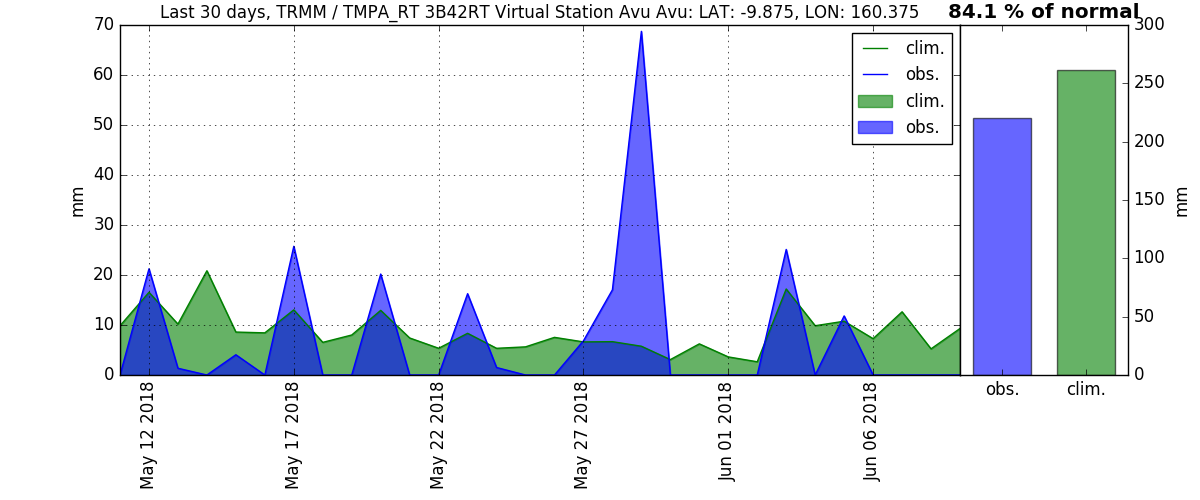 Last 30 days, TRMM / TMPA_RT 3B42RT Virtual Station Avu Avu: LAT: -9.875, LON: 160.375
84.1 % of normal
70
60
50
40
30
20
10
0
mm
clim.
obs.
clim.
obs.
May 12 2018
May 17 2018
May 22 2018
May 27 2018
Jun 01 2018
Jun 06 2018
300
250
200
150
100
50
0
mm
obs.
clim.